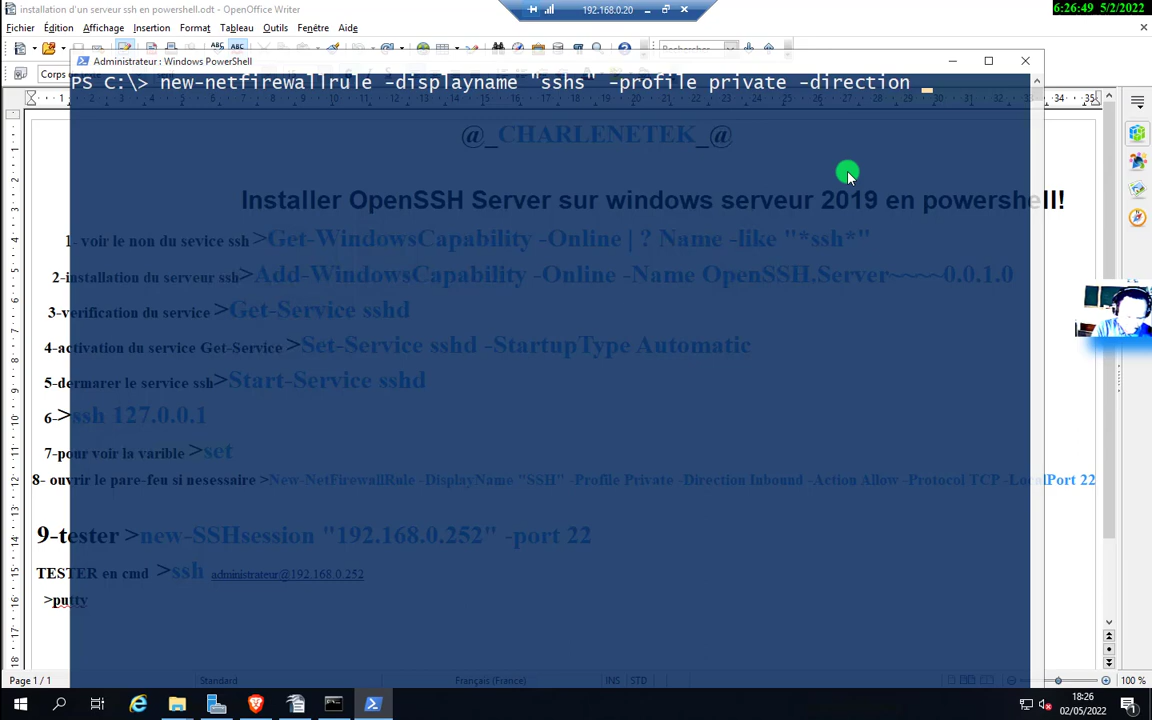 installation d'un serveur ssh en powershell.odt - OpenOffice Writer
192.168.0.20
6:26:49 5/2/2022
Fichier Édition Affichage Insertion Format Tableau Outils Fenêtre Aide
Rechercher
Corps
Administrateur : Windows PowerShell
PS C:\> new-netfirewallrule -displayname "sshs" -profile private -direction
@_CHARLENETEK_@
Installer OpenSSH Server sur windows serveur 2019 en powershell!
1- voir le non du sevice ssh >Get-WindowsCapability -Online | ? Name -like "*ssh*"
2-installation du serveur ssh>Add-WindowsCapability -Online -Name OpenSSH.Server~~~~0.0.1.0
3-verification du service >Get-Service sshd
4-activation du service Get-Service >Set-Service sshd -StartupType Automatic
5-dermarer le service ssh>Start-Service sshd
6->ssh 127.0.0.1
7-pour voir la varible >set
8- ouvrir le pare-feu si nesessaire >New-NetFirewallRule -DisplayName "SSH" -Profile Private -Direction Inbound -Action Allow -Protocol TCP -LocalPort 22
9-tester >new-SSHsession "192.168.0.252" -port 22
TESTER en cmd >ssh administrateur@192.168.0.252
>putty
Page 1 / 1 Standard Français (France) INS STD 100 %
18:26
02/05/2022